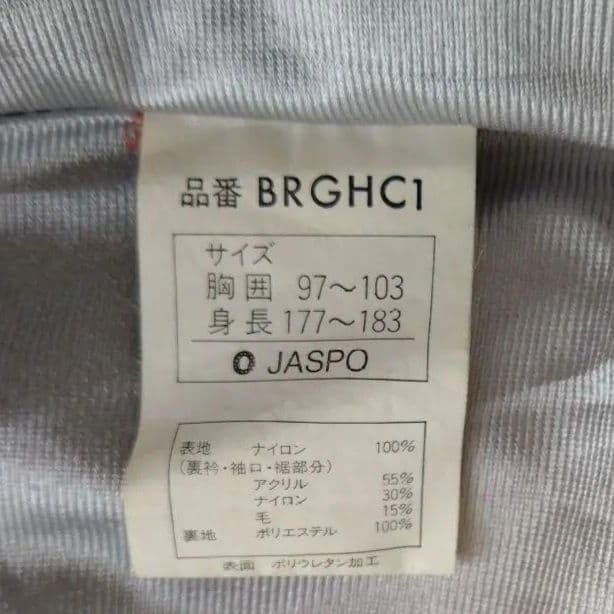 品番 BRGHC1
サイズ
胸囲 97～103
身長 177～183
O JASPO
表地 ナイロン 100%
(裏衿・袖口・裾部分)
アクリル 55%
ナイロン 30%
毛 15%
裏地 ポリエステル 100%
表面 ポリウレタン加工